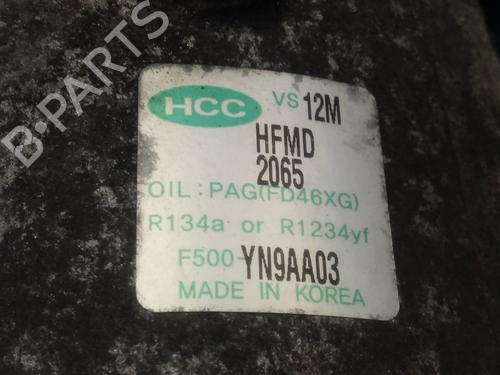 B-PARTS
HCC VS 12M
HFMD
2065
OIL : PAG(FD46XG)
R134a or R1234yf
F500-YN9AA03
MADE IN KOREA